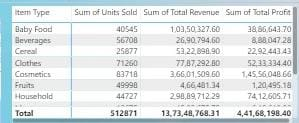 Item Type Sum of Units Sold Sum of Total Revenue Sum of Total Profit
Baby Food 40545 1,03,50,327.60 38,86,643.70
Beverages 56708 26,90,794.60 8,88,047.28
Cereal 25877 53,22,898.90 22,92,443.43
Clothes 71260 77,87,292.80 52,33,334.40
Cosmetics 83718 3,66,01,509.60 1,45,56,048.66
Fruits 49998 4,66,481.34 1,20,495.18
Household 44727 2,98,89,712.29 74,12,605.71
Total 512871 13,73,48,768.31 4,41,68,198.40